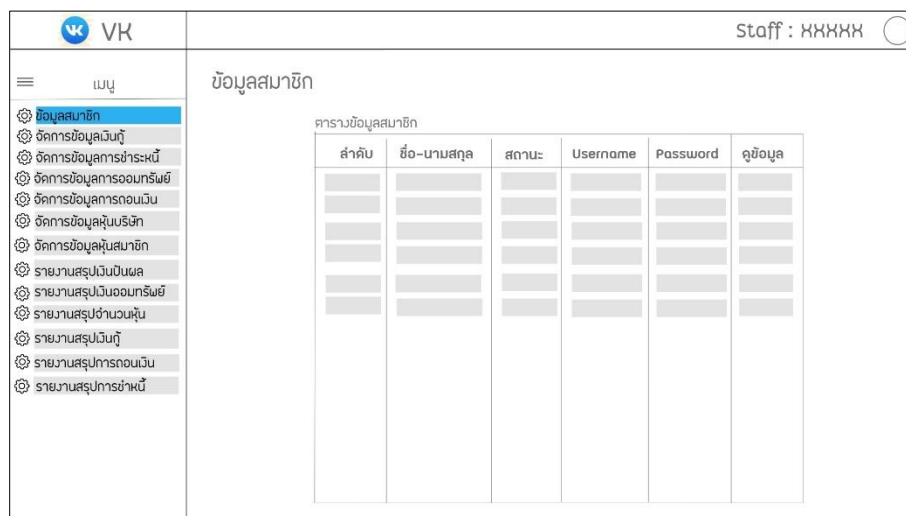 VK
Staff : XXXXX
เมนู
ข้อมูลสมาชิก
จัดการข้อมูลเงินกู้
จัดการข้อมูลการชำระหนี้
จัดการข้อมูลการออมทรัพย์
จัดการข้อมูลการถอนเงิน
จัดการข้อมูลหุ้นบริษัท
จัดการข้อมูลหุ้นสมาชิก
รายงานสรุปเงินปันผล
รายงานสรุปเงินออมทรัพย์
รายงานสรุปจำนวนหุ้น
รายงานสรุปเงินกู้
รายงานสรุปการถอนเงิน
รายงานสรุปการชำหนี้
ข้อมูลสมาชิก
ตารางข้อมูลสมาชิก
ลำดับ ชื่อ-นามสกุล สถานะ Username Password ดูข้อมูล